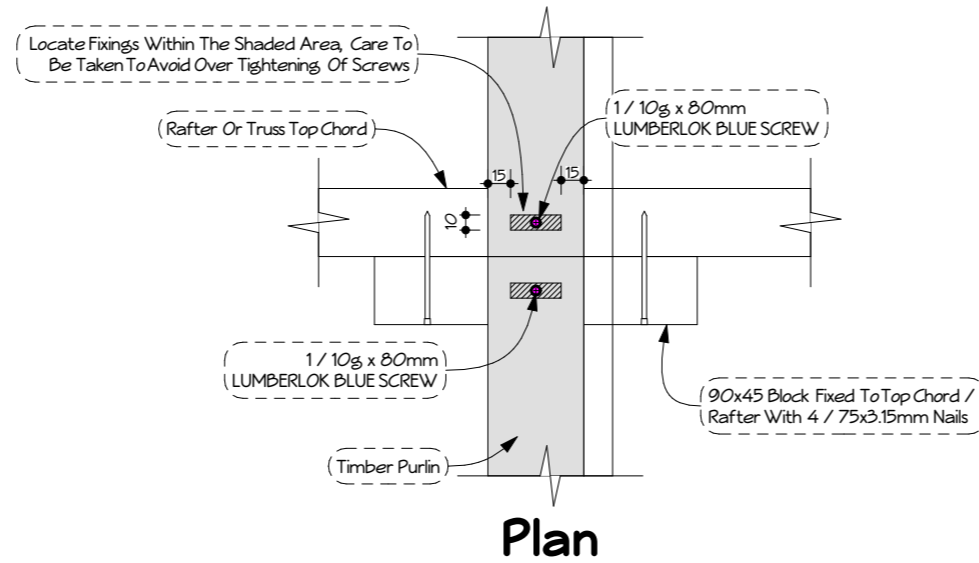 Locate Fixings Within The Shaded Area, Care To
Be Taken To Avoid Over Tightening Of Screws
1 / 10g x 80mm
LUMBERLOK BLUE SCREW
Rafter Or Truss Top Chord
15
15
10
1 / 10g x 80mm
LUMBERLOK BLUE SCREW
90x45 Block Fixed To Top Chord /
Rafter With 4 / 75x3.15mm Nails
Timber Purlin
Plan